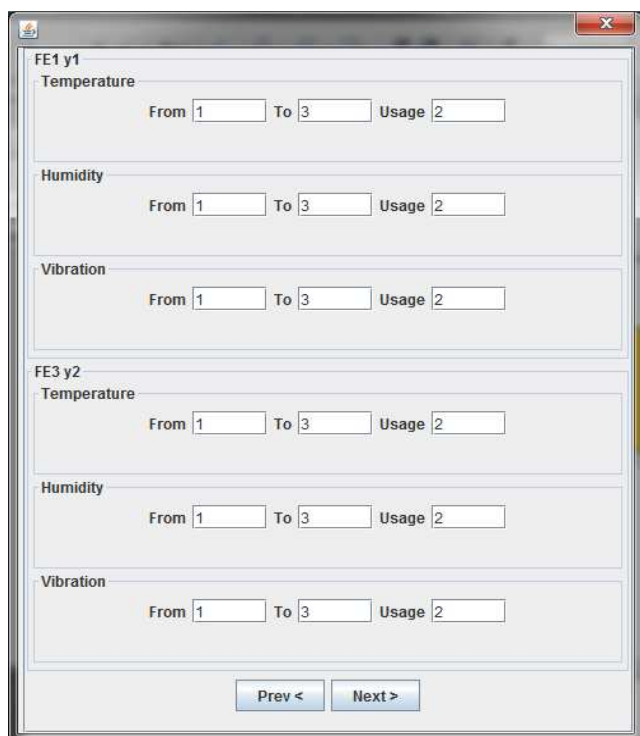 FE1 y1
Temperature
From 1 To 3 Usage 2
Humidity
From 1 To 3 Usage 2
Vibration
From 1 To 3 Usage 2
FE3 y2
Temperature
From 1 To 3 Usage 2
Humidity
From 1 To 3 Usage 2
Vibration
From 1 To 3 Usage 2
Prev < Next >